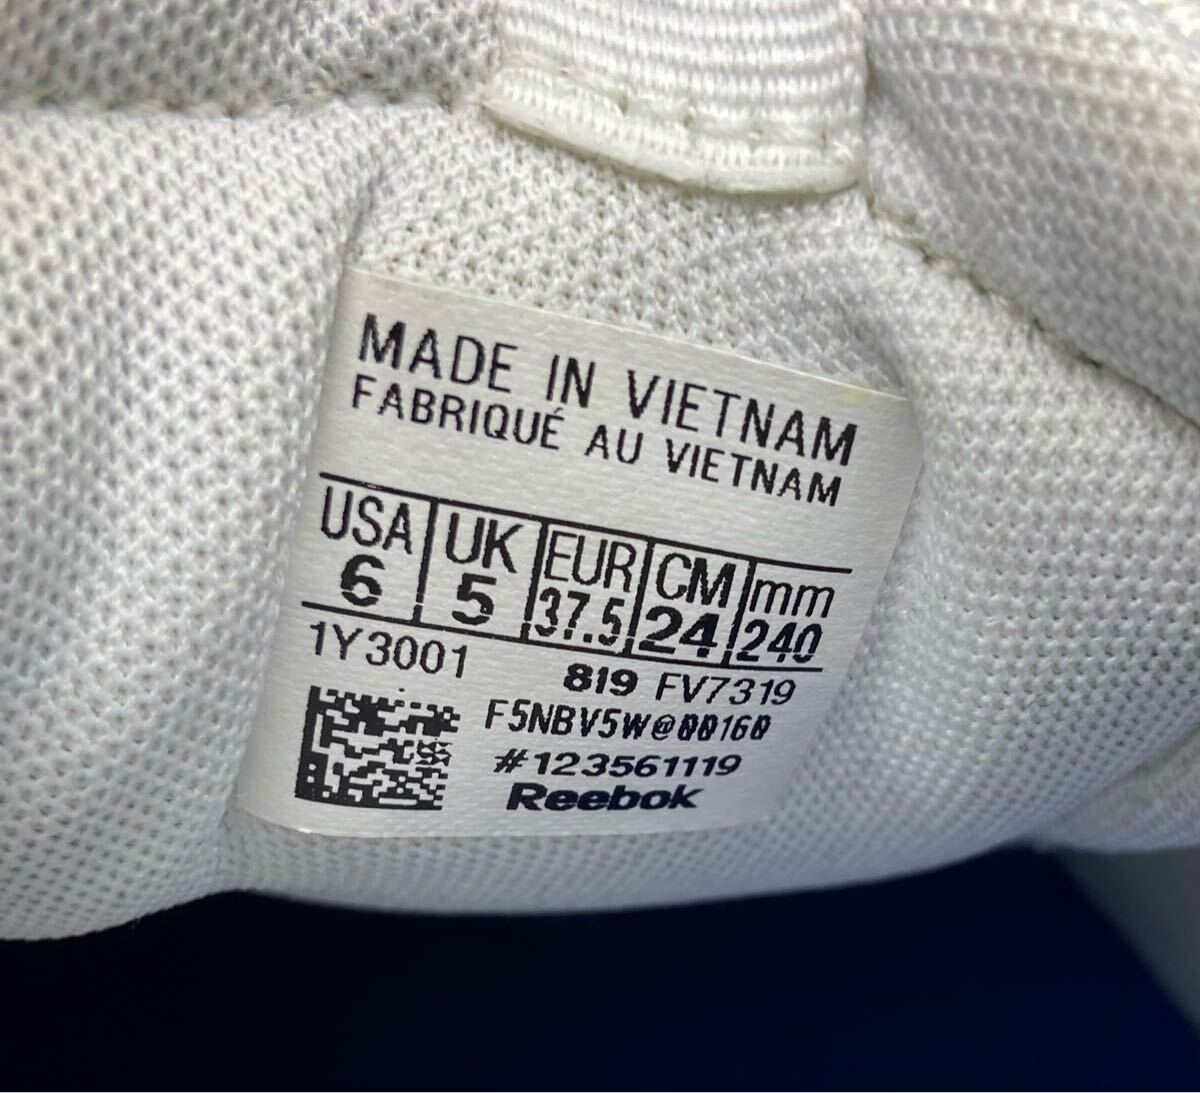 MADE IN VIETNAM
FABRIQUÉ AU VIETNAM
USA UK EUR CM mm
6 5 37.5 24 240
1Y3001 819 FV7319
F5NBV5W@00160
#123561119
Reebok